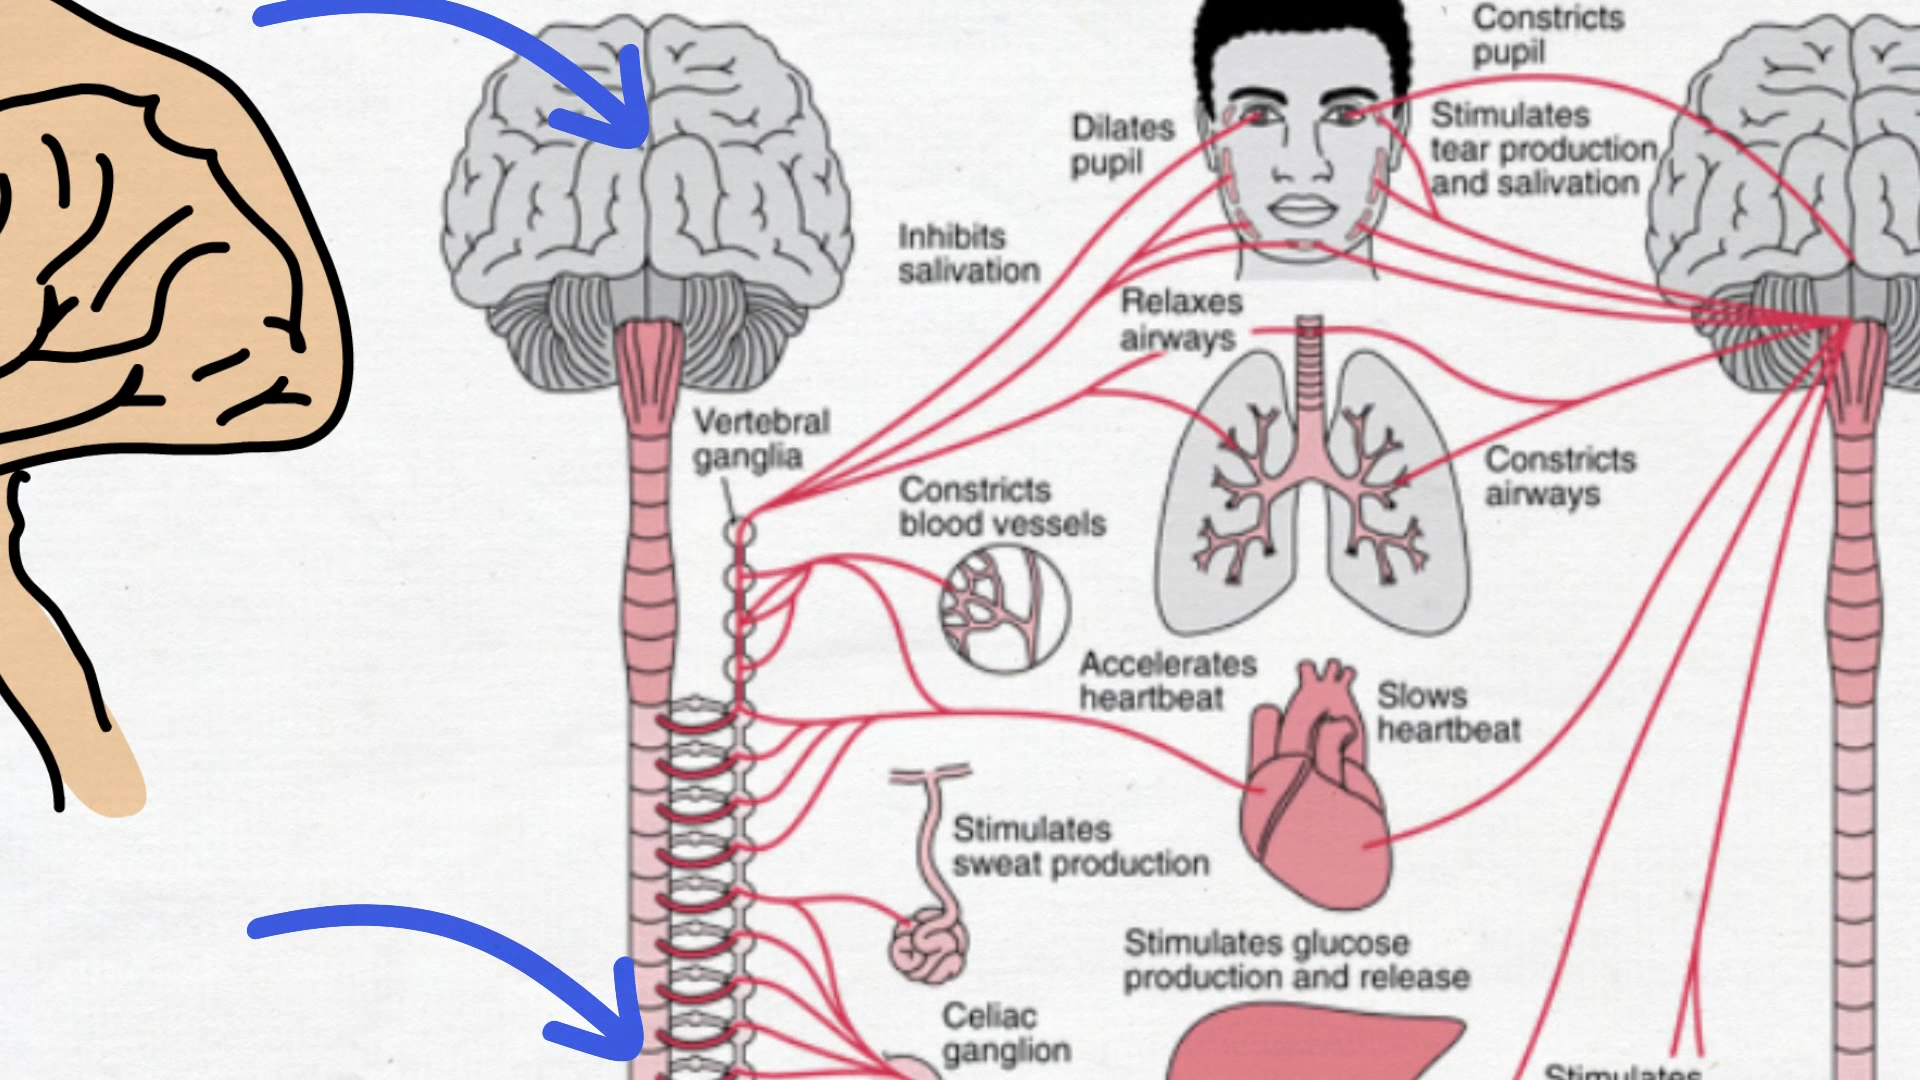 Constricts
pupil
Dilates
pupil
Stimulates
tear production
and salivation
Inhibits
salivation
Relaxes
airways
Vertebral
ganglia
Constricts
blood vessels
Constricts
airways
Accelerates
heartbeat
Slows
heartbeat
Stimulates
sweat production
Stimulates glucose
production and release
Celiac
ganglion
Stimulates